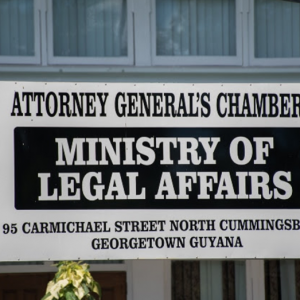 ATTORNEY GENERAL'S CHAMBER
MINISTRY OF
LEGAL AFFAIRS
95 CARMICHAEL STREET NORTH CUMMINGSB
GEORGETOWN GUYANA